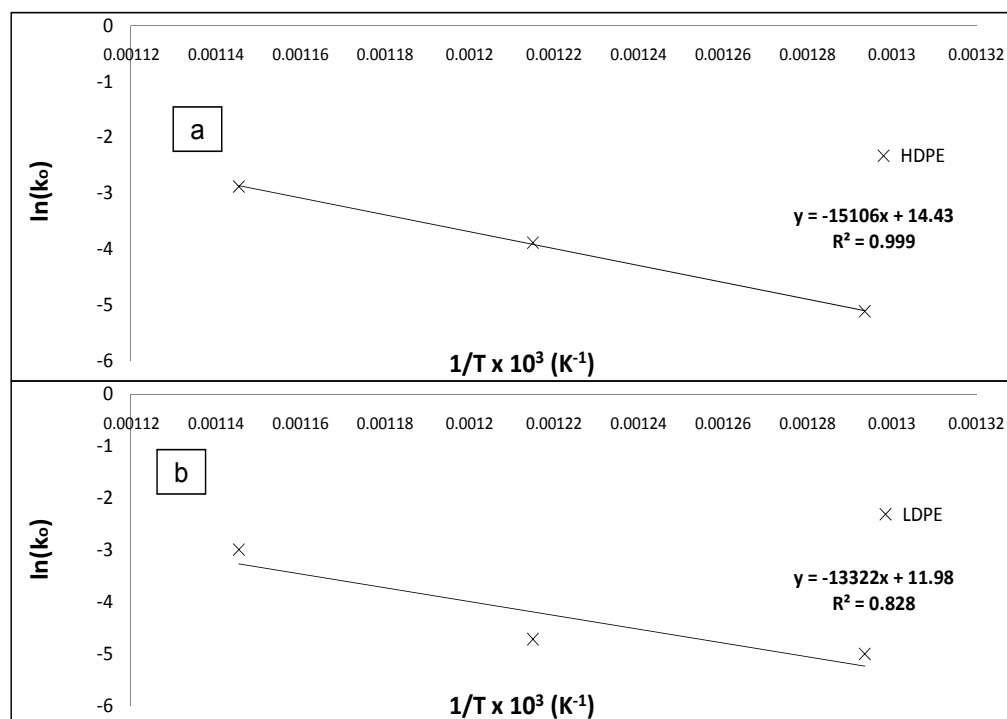 0
0.00112 0.00114 0.00116 0.00118 0.0012 0.00122 0.00124 0.00126 0.00128 0.0013 0.00132
-1
a
-2
HDPE
-3
y = -15106x + 14.43
R² = 0.999
-4
-5
-6
ln(k₀)
1/T x 10³ (K⁻¹)
0
0.00112 0.00114 0.00116 0.00118 0.0012 0.00122 0.00124 0.00126 0.00128 0.0013 0.00132
-1
b
-2
LDPE
-3
y = -13322x + 11.98
R² = 0.828
-4
-5
-6
ln(k₀)
1/T x 10³ (K⁻¹)